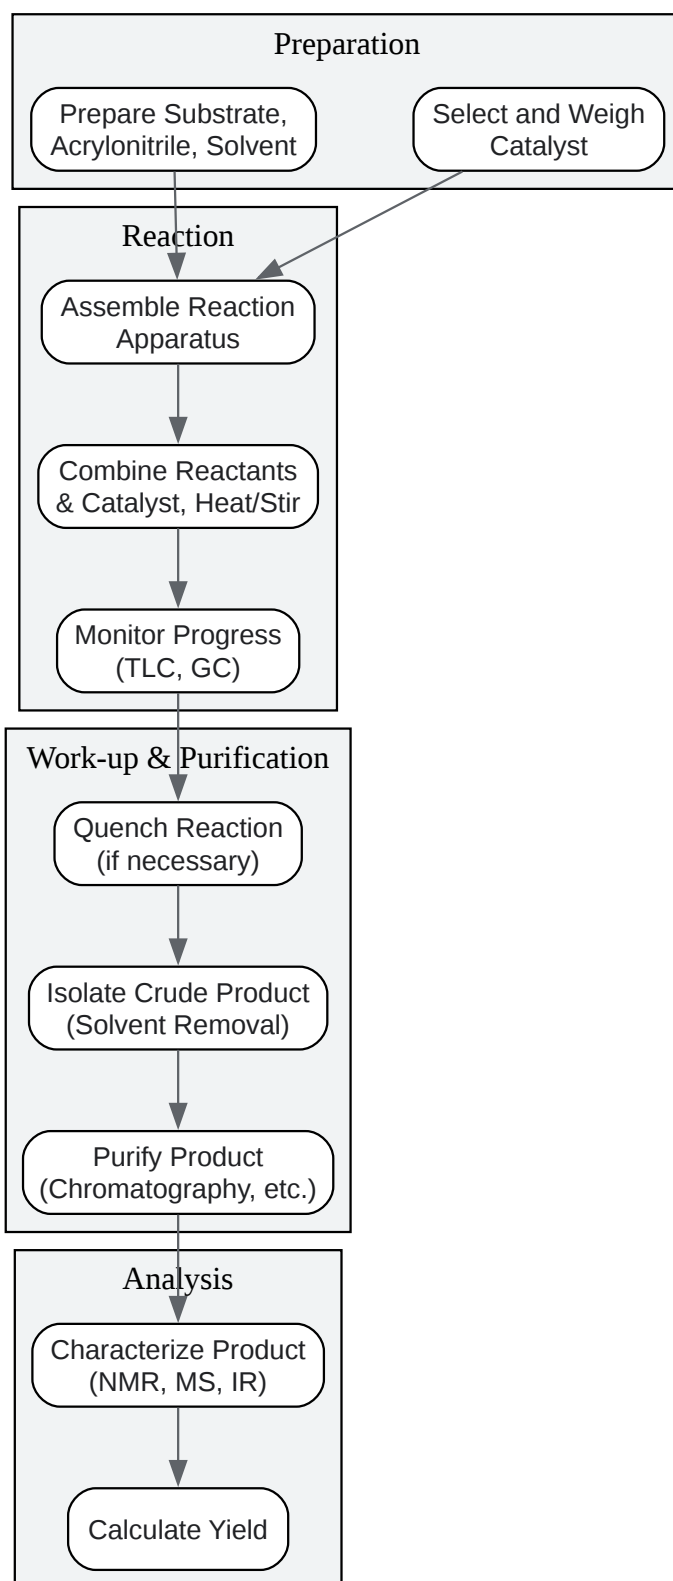 Preparation
Prepare Substrate,
Acrylonitrile, Solvent
Select and Weigh
Catalyst
Reaction
Assemble Reaction
Apparatus
Combine Reactants
& Catalyst, Heat/Stir
Monitor Progress
(TLC, GC)
Work-up & Purification
Quench Reaction
(if necessary)
Isolate Crude Product
(Solvent Removal)
Purify Product
(Chromatography, etc.)
Analysis
Characterize Product
(NMR, MS, IR)
Calculate Yield